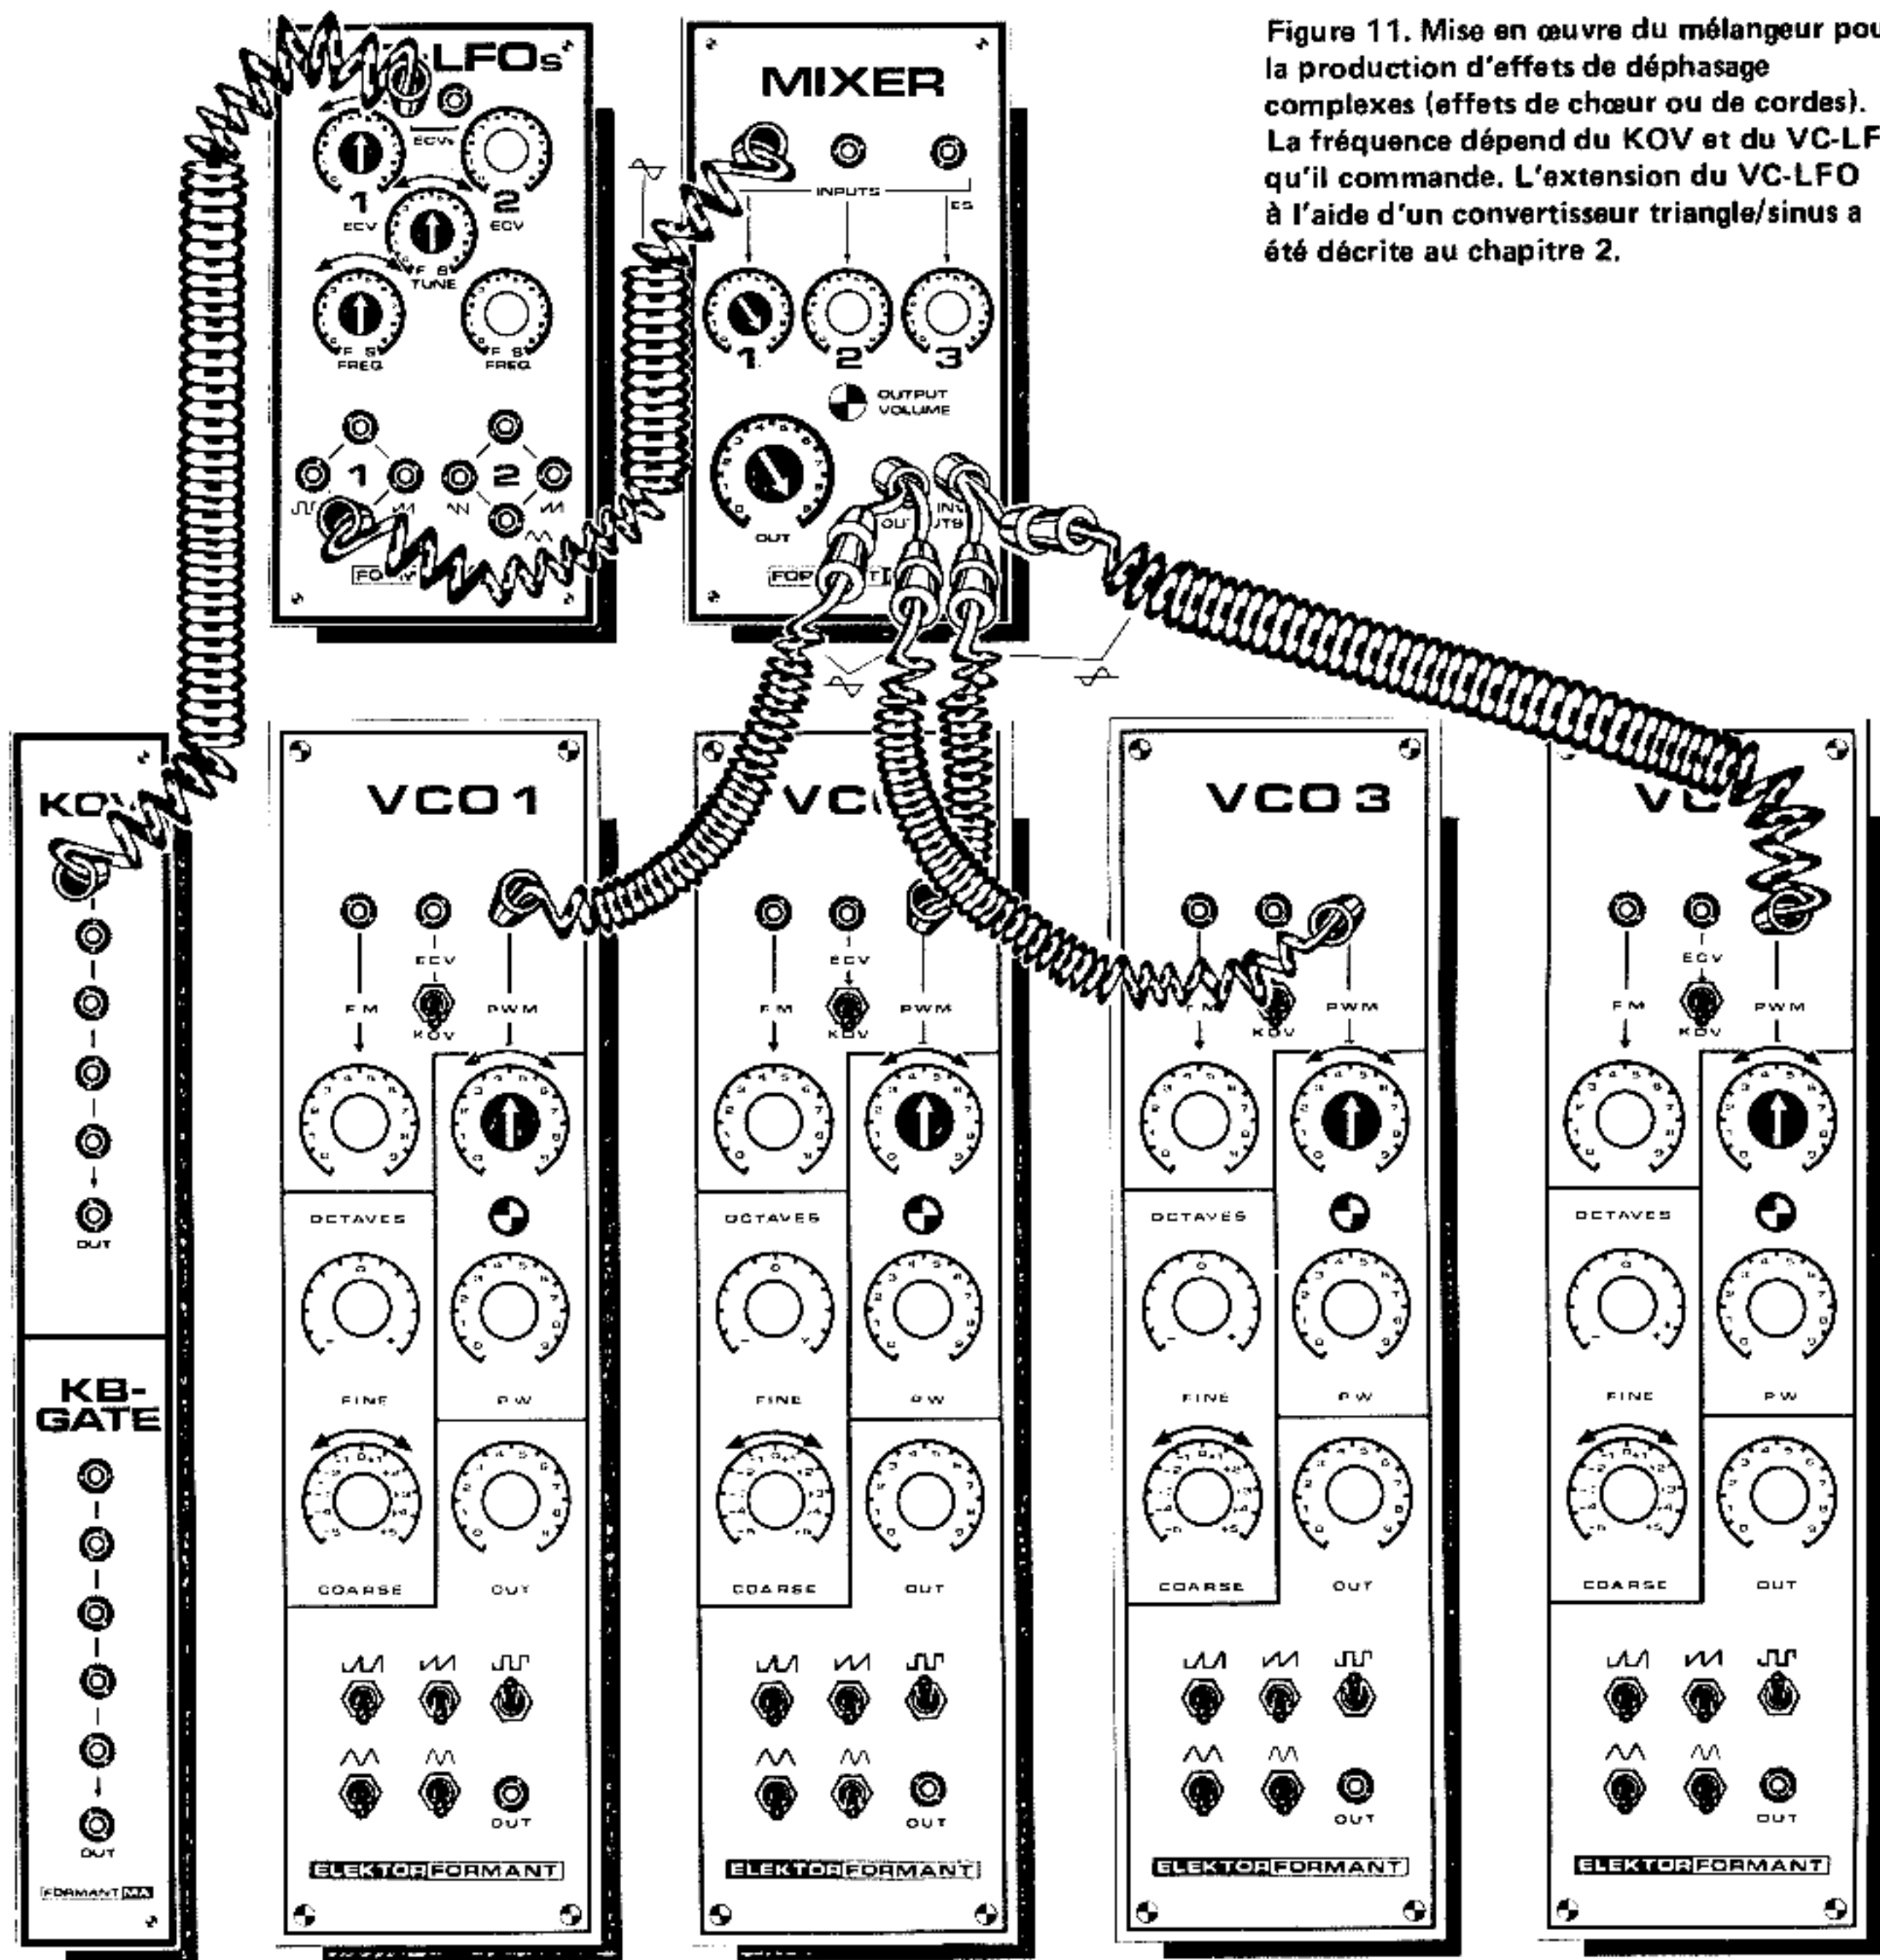 Figure 11. Mise en œuvre du mélangeur pou
la production d'effets de déphasage
complexes (effets de chœur ou de cordes).
La fréquence dépend du KOV et du VC-LF
qu'il commande. L'extension du VC-LFO
à l'aide d'un convertisseur triangle/sinus a
été décrite au chapitre 2.
LFOs
ECVs
1
ECV
2
ECV
F S
TUNE
F S
FREQ
F S
FREQ
1
2
MIXER
INPUTS
1
2
3
OUTPUT
VOLUME
OUT
KOV
OUT
KB-
GATE
OUT
FORMANT MA
VCO 1
ECV
FM
PWM
KOV
OCTAVES
FINE
PW
COARSE
OUT
OUT
ELEKTOR FORMANT
VC
ECV
FM
PWM
KOV
OCTAVES
FINE
PW
COARSE
OUT
OUT
ELEKTOR FORMANT
VCO 3
PWM
KOV
OCTAVES
FINE
PW
COARSE
OUT
OUT
ELEKTOR FORMANT
ECV
FM
PWM
KOV
OCTAVES
FINE
PW
COARSE
OUT
OUT
ELEKTOR FORMANT